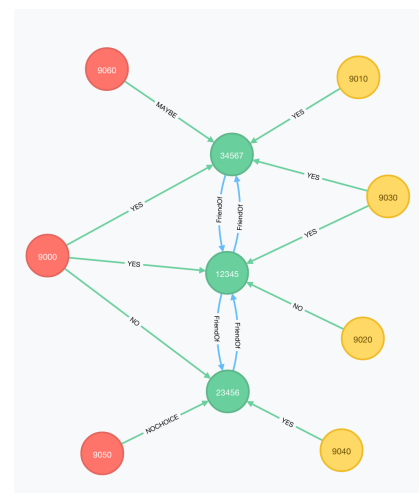 9060
9010
MAYBE
YES
34567
YES
9030
YES
FriendOf
FriendOf
YES
9000
YES
12345
NO
NO
9020
FriendOf
FriendOf
23456
NOCHOICE
YES
9050
9040